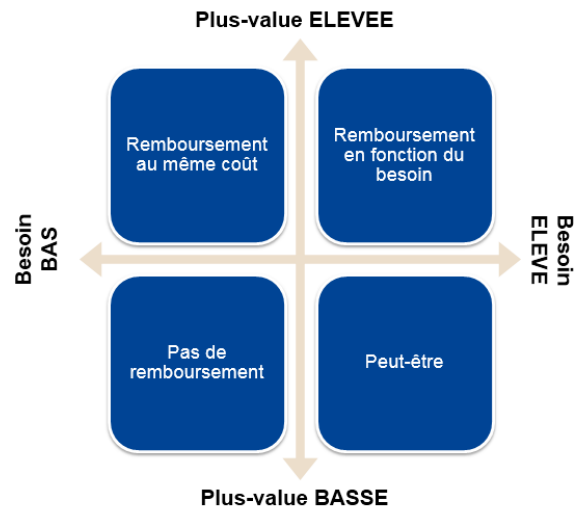 Plus-value ELEVEE
Remboursement
au même coût
Remboursement
en fonction du
besoin
Besoin
BAS
Besoin
ELEVE
Pas de
remboursement
Peut-être
Plus-value BASSE